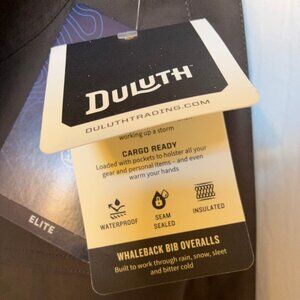 DULUTH
DULUTHTRADING.COM
working up a storm
CARGO READY
Loaded with pockets to holster all your
gear and personal items – and even
warm your hands
WATERPROOF
SEAM
SEALED
INSULATED
WHALEBACK BIB OVERALLS
Built to work through rain, snow, sleet
and bitter cold
ELITE